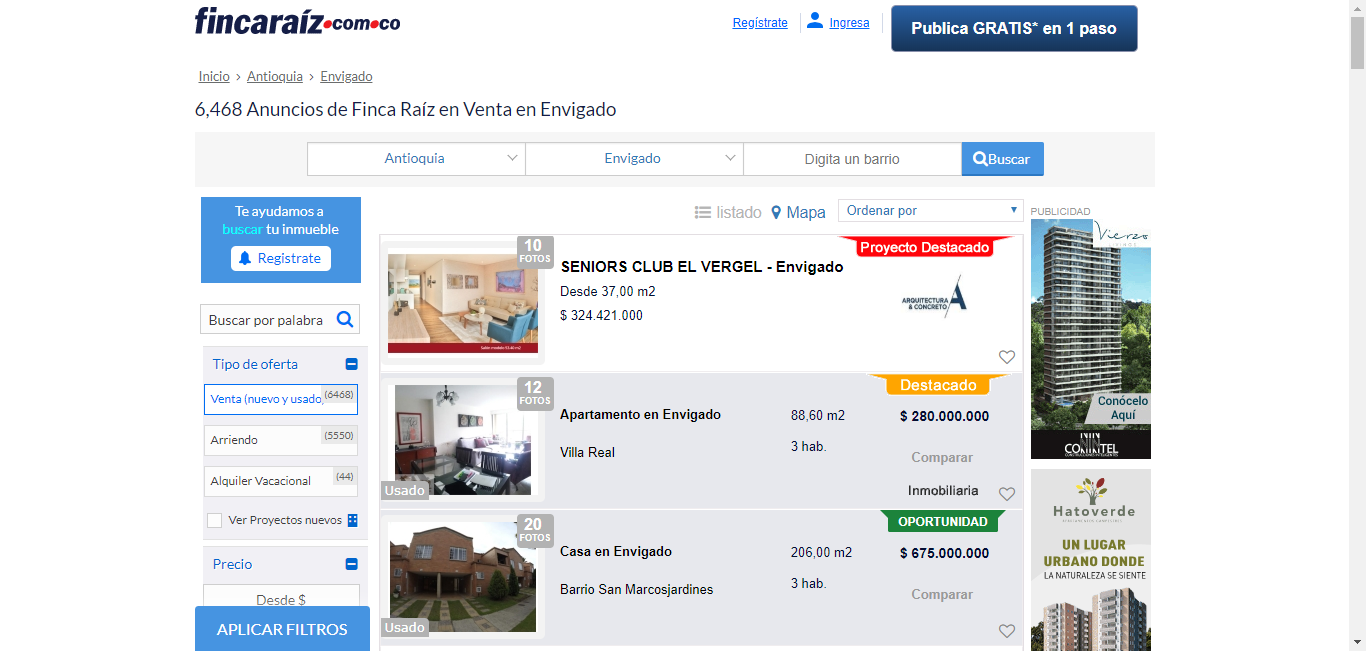 fincaraíz.com.co
Regístrate
Ingresa
Publica GRATIS* en 1 paso
Inicio › Antioquia › Envigado
6,468 Anuncios de Finca Raíz en Venta en Envigado
Antioquia
Envigado
Digita un barrio
Buscar
Te ayudamos a
buscar tu inmueble
Registrate
Buscar por palabra
Tipo de oferta
Venta (nuevo y usado) (6468)
Arriendo (5550)
Alquiler Vacacional (44)
Ver Proyectos nuevos
Precio
Desde $
APLICAR FILTROS
listado
Mapa
Ordenar por
10
FOTOS
Proyecto Destacado
SENIORS CLUB EL VERGEL - Envigado
Desde 37,00 m2
$ 324.421.000
ARQUITECTURA
& CONCRETO
12
FOTOS
Usado
Destacado
Apartamento en Envigado
88,60 m2
$ 280.000.000
Villa Real
3 hab.
Comparar
Inmobiliaria
20
FOTOS
Usado
OPORTUNIDAD
Casa en Envigado
206,00 m2
$ 675.000.000
Barrio San Marcosjardines
3 hab.
Comparar
PUBLICIDAD
Vierzo
Conócelo
Aquí
CONINTEL
Hatoverde
UN LUGAR
URBANO DONDE
LA NATURALEZA SE SIENTE